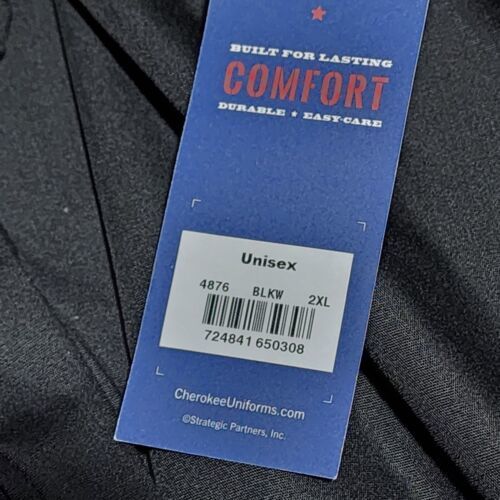 BUILT FOR LASTING
COMFORT
DURABLE ★ EASY-CARE
Unisex
4876 BLKW 2XL
724841 650308
CherokeeUniforms.com
©Strategic Partners, Inc.